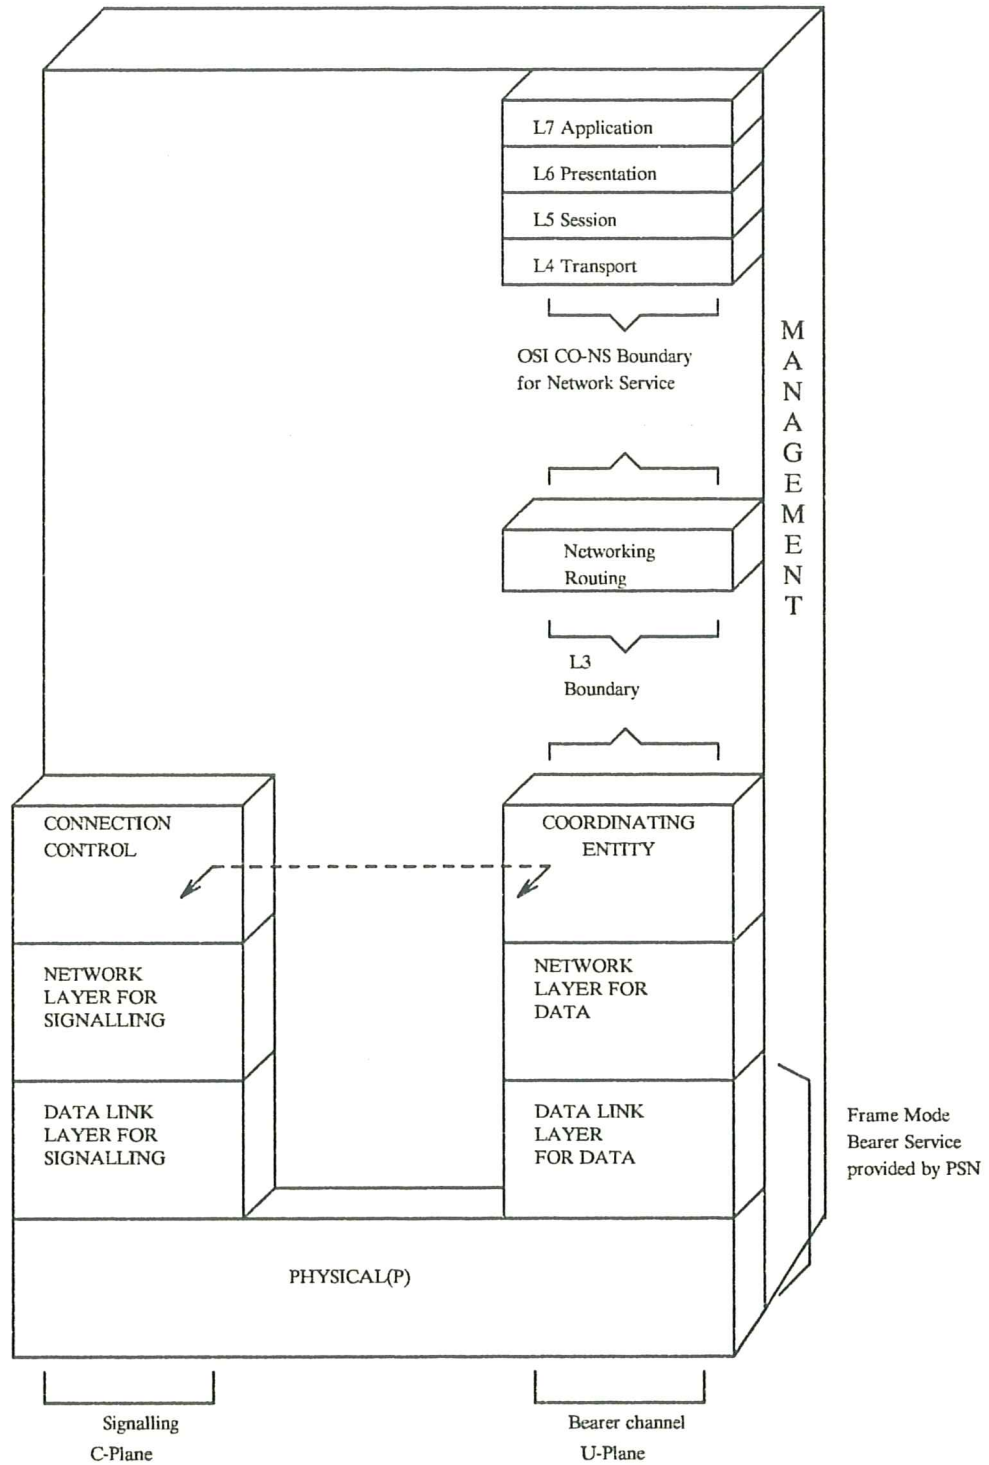 L7 Application
L6 Presentation
L5 Session
L4 Transport
OSI CO-NS Boundary
for Network Service
MANAGEMENT
Networking
Routing
L3
Boundary
CONNECTION
CONTROL
COORDINATING
ENTITY
NETWORK
LAYER FOR
SIGNALLING
NETWORK
LAYER FOR
DATA
DATA LINK
LAYER FOR
SIGNALLING
DATA LINK
LAYER
FOR DATA
Frame Mode
Bearer Service
provided by PSN
PHYSICAL(P)
Signalling
C-Plane
Bearer channel
U-Plane